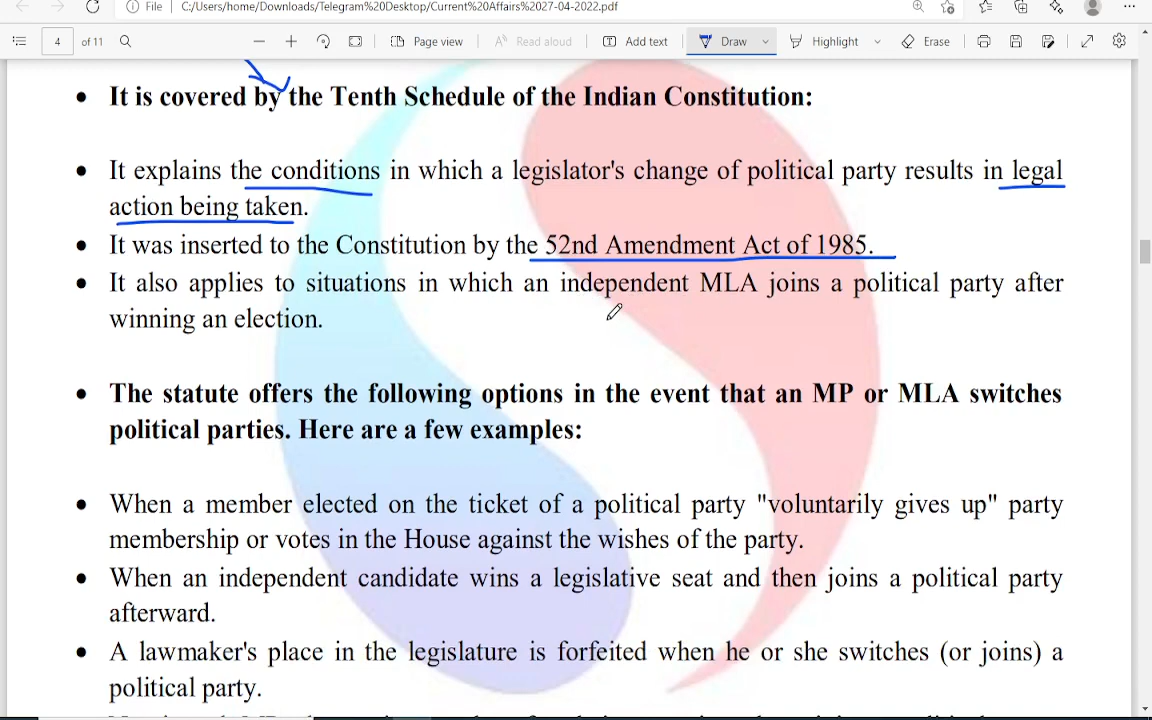 File
C:/Users/home/Downloads/Telegram%20Desktop/Current%20Affairs%2027-04-2022.pdf
4 of 11
Page view
Read aloud
Add text
Draw
Highlight
Erase
• It is covered by the Tenth Schedule of the Indian Constitution:
• It explains the conditions in which a legislator's change of political party results in legal
action being taken.
• It was inserted to the Constitution by the 52nd Amendment Act of 1985.
• It also applies to situations in which an independent MLA joins a political party after
winning an election.
• The statute offers the following options in the event that an MP or MLA switches
political parties. Here are a few examples:
• When a member elected on the ticket of a political party "voluntarily gives up" party
membership or votes in the House against the wishes of the party.
• When an independent candidate wins a legislative seat and then joins a political party
afterward.
• A lawmaker's place in the legislature is forfeited when he or she switches (or joins) a
political party.